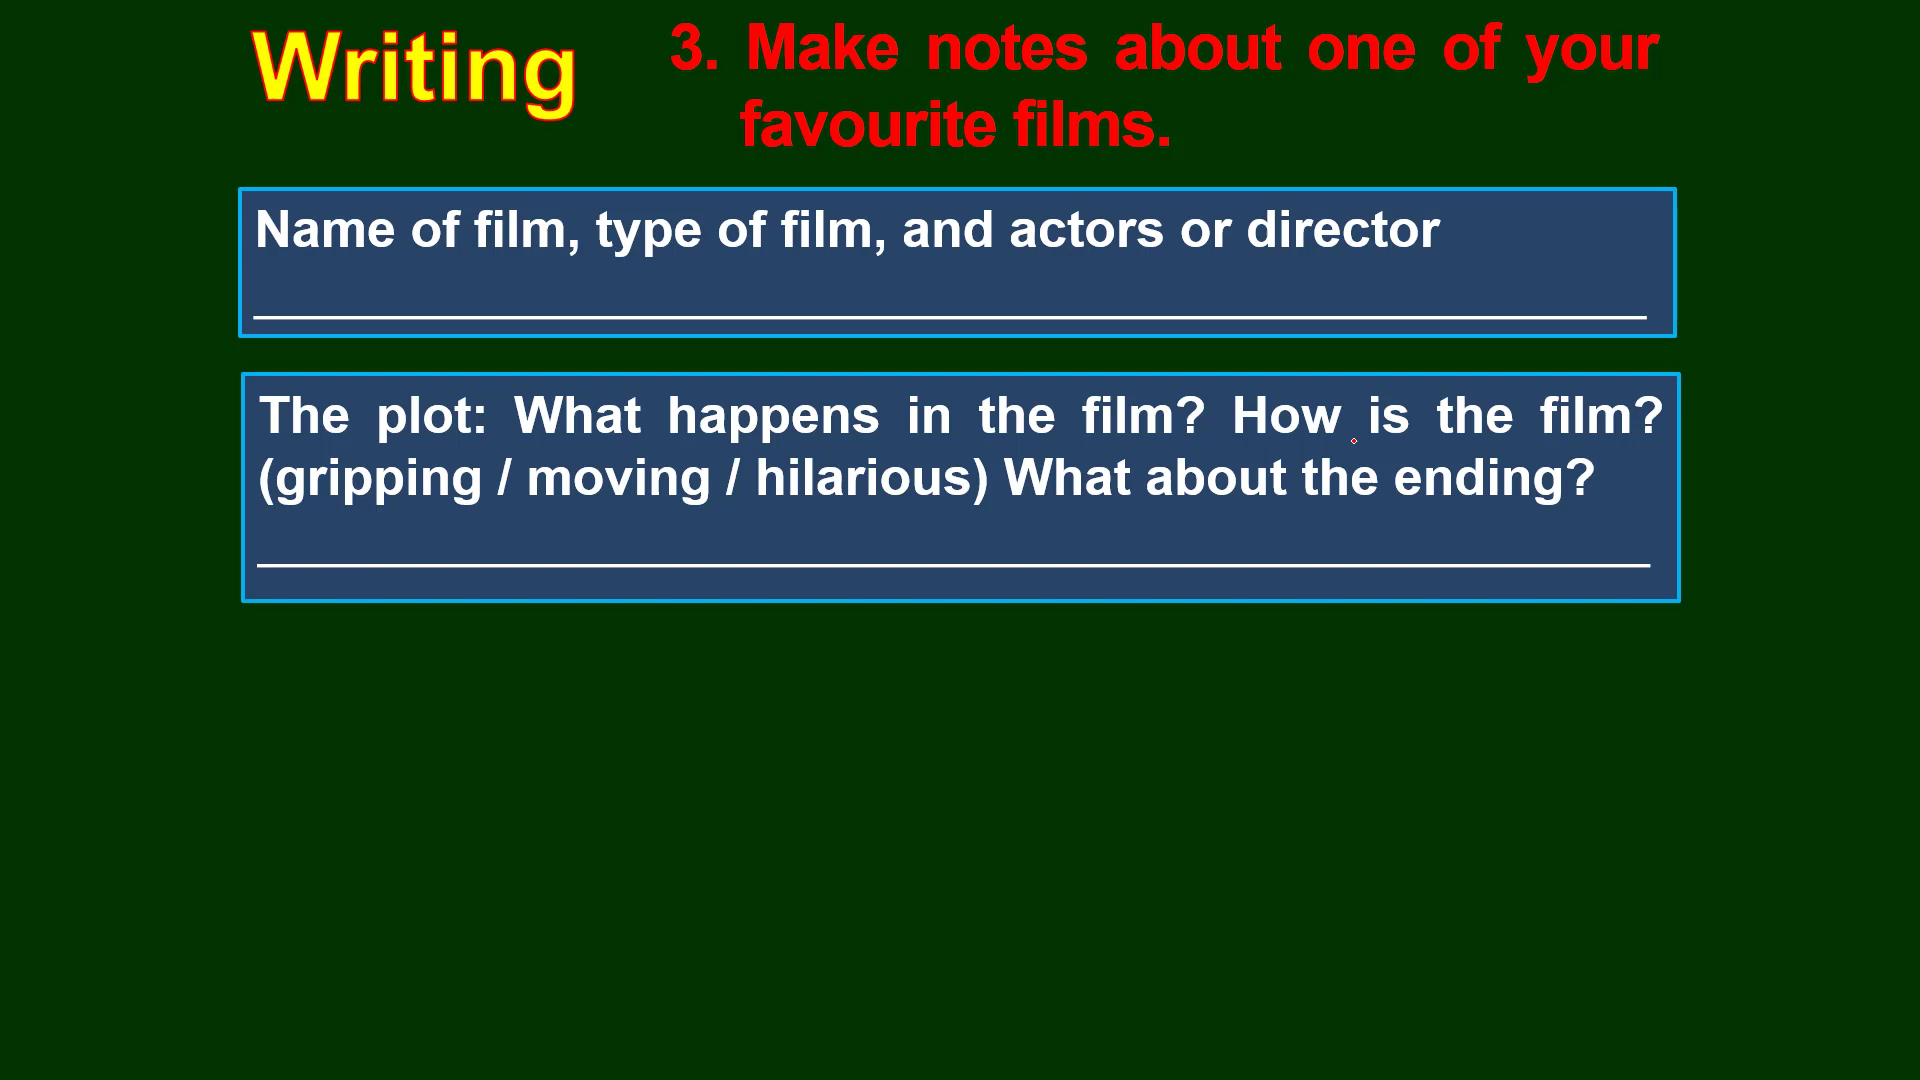 Writing
3. Make notes about one of your
favourite films.
Name of film, type of film, and actors or director
The plot: What happens in the film? How is the film?
(gripping / moving / hilarious) What about the ending?